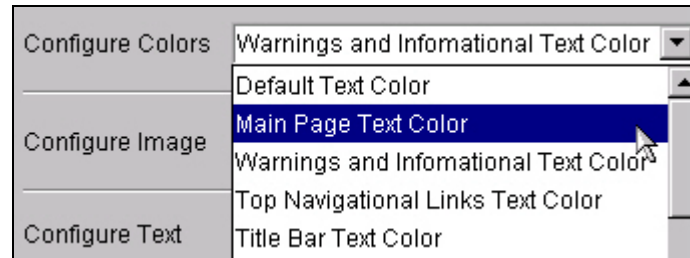 Configure Colors Warnings and Infomational Text Color
Default Text Color
Main Page Text Color
Configure Image
Warnings and Infomational Text Color
Top Navigational Links Text Color
Configure Text
Title Bar Text Color